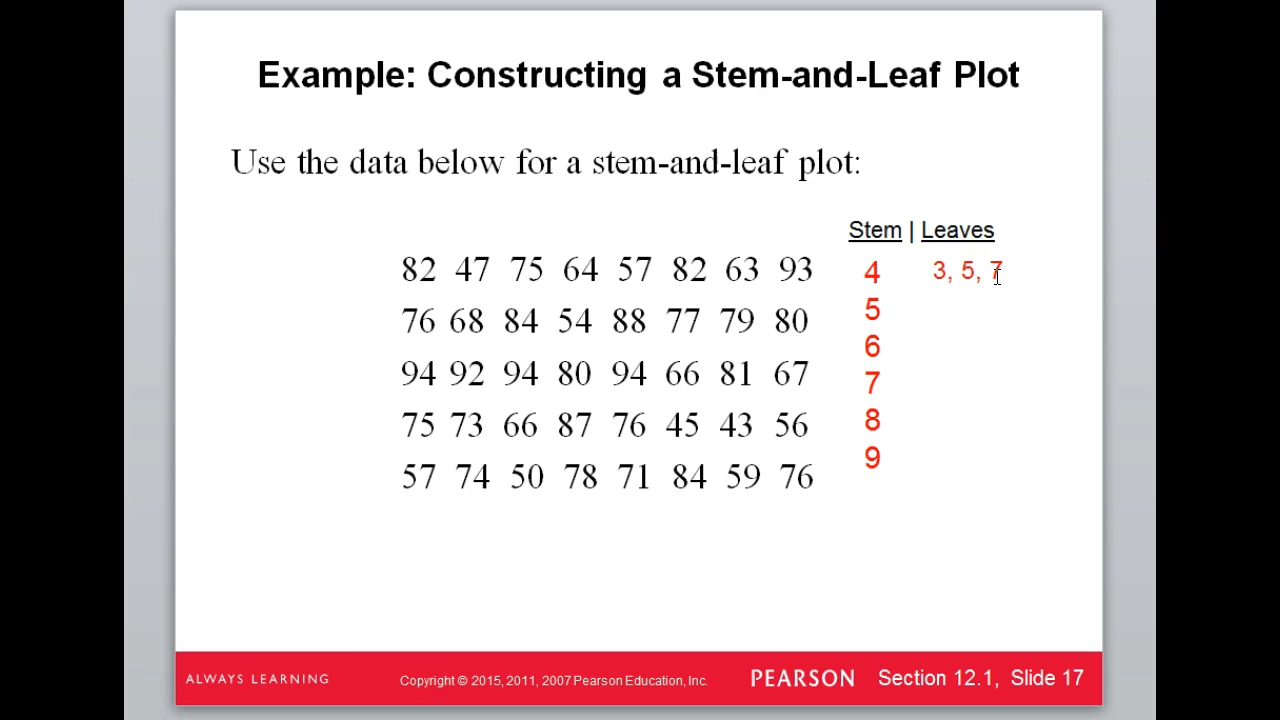 Example: Constructing a Stem-and-Leaf Plot
Use the data below for a stem-and-leaf plot:
Stem | Leaves
82 47 75 64 57 82 63 93
76 68 84 54 88 77 79 80
94 92 94 80 94 66 81 67
75 73 66 87 76 45 43 56
57 74 50 78 71 84 59 76
4 3, 5, 7
5
6
7
8
9
ALWAYS LEARNING
Copyright © 2015, 2011, 2007 Pearson Education, Inc.
PEARSON
Section 12.1, Slide 17